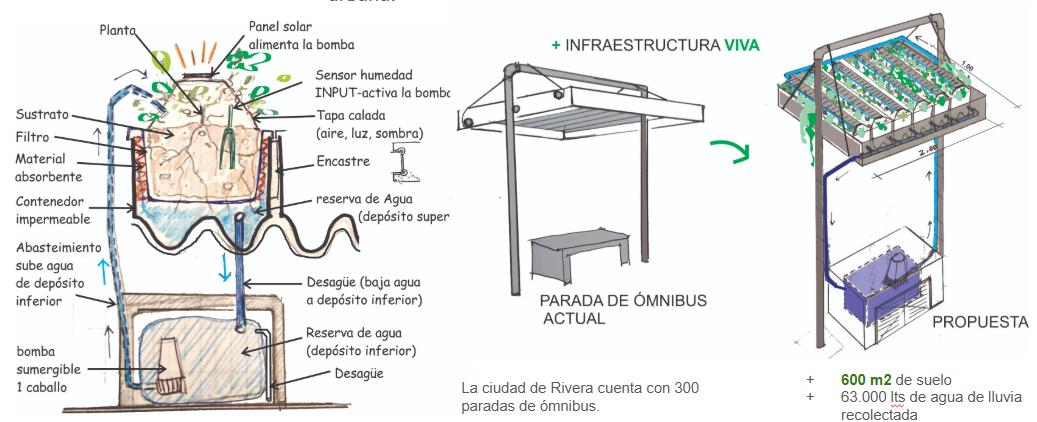 Planta
Panel solar
alimenta la bomba
Sensor humedad
INPUT-activa la bomba
Sustrato
Tapa calada
(aire, luz, sombra)
Filtro
Material
absorbente
Encastre
Contenedor
impermeable
reserva de Agua
(depósito super
Abasteimiento
sube agua
de depósito
inferior
Desagüe (baja agua
a depósito inferior)
Reserva de agua
(depósito inferior)
bomba
sumergible
1 caballo
Desagüe
+ INFRAESTRUCTURA VIVA
PARADA DE ÓMNIBUS
ACTUAL
La ciudad de Rivera cuenta con 300
paradas de ómnibus.
1.00
2.00
PROPUESTA
+ 600 m2 de suelo
+ 63.000 lts de agua de lluvia
recolectada